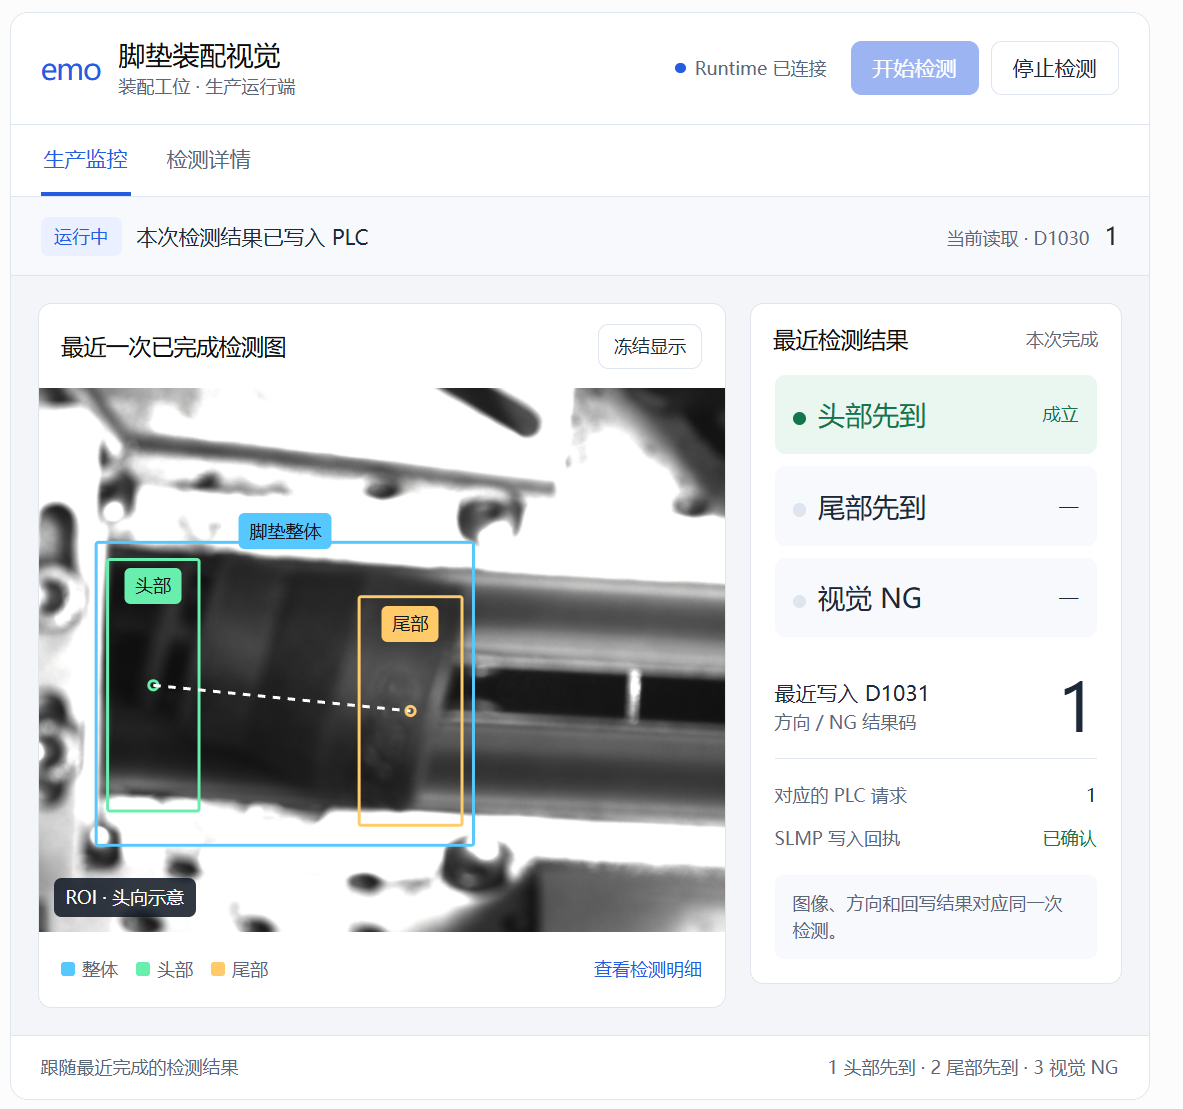 emo
脚垫装配视觉
装配工位 · 生产运行端
Runtime 已连接
开始检测
停止检测
生产监控
检测详情
运行中
本次检测结果已写入 PLC
当前读取 · D1030 1
最近一次已完成检测图
冻结显示
脚垫整体
头部
尾部
ROI · 头向示意
整体
头部
尾部
查看检测明细
最近检测结果
本次完成
头部先到
成立
尾部先到
—
视觉 NG
—
最近写入 D1031
方向 / NG 结果码
1
对应的 PLC 请求
1
SLMP 写入回执
已确认
图像、方向和回写结果对应同一次
检测。
跟随最近完成的检测结果
1 头部先到 · 2 尾部先到 · 3 视觉 NG